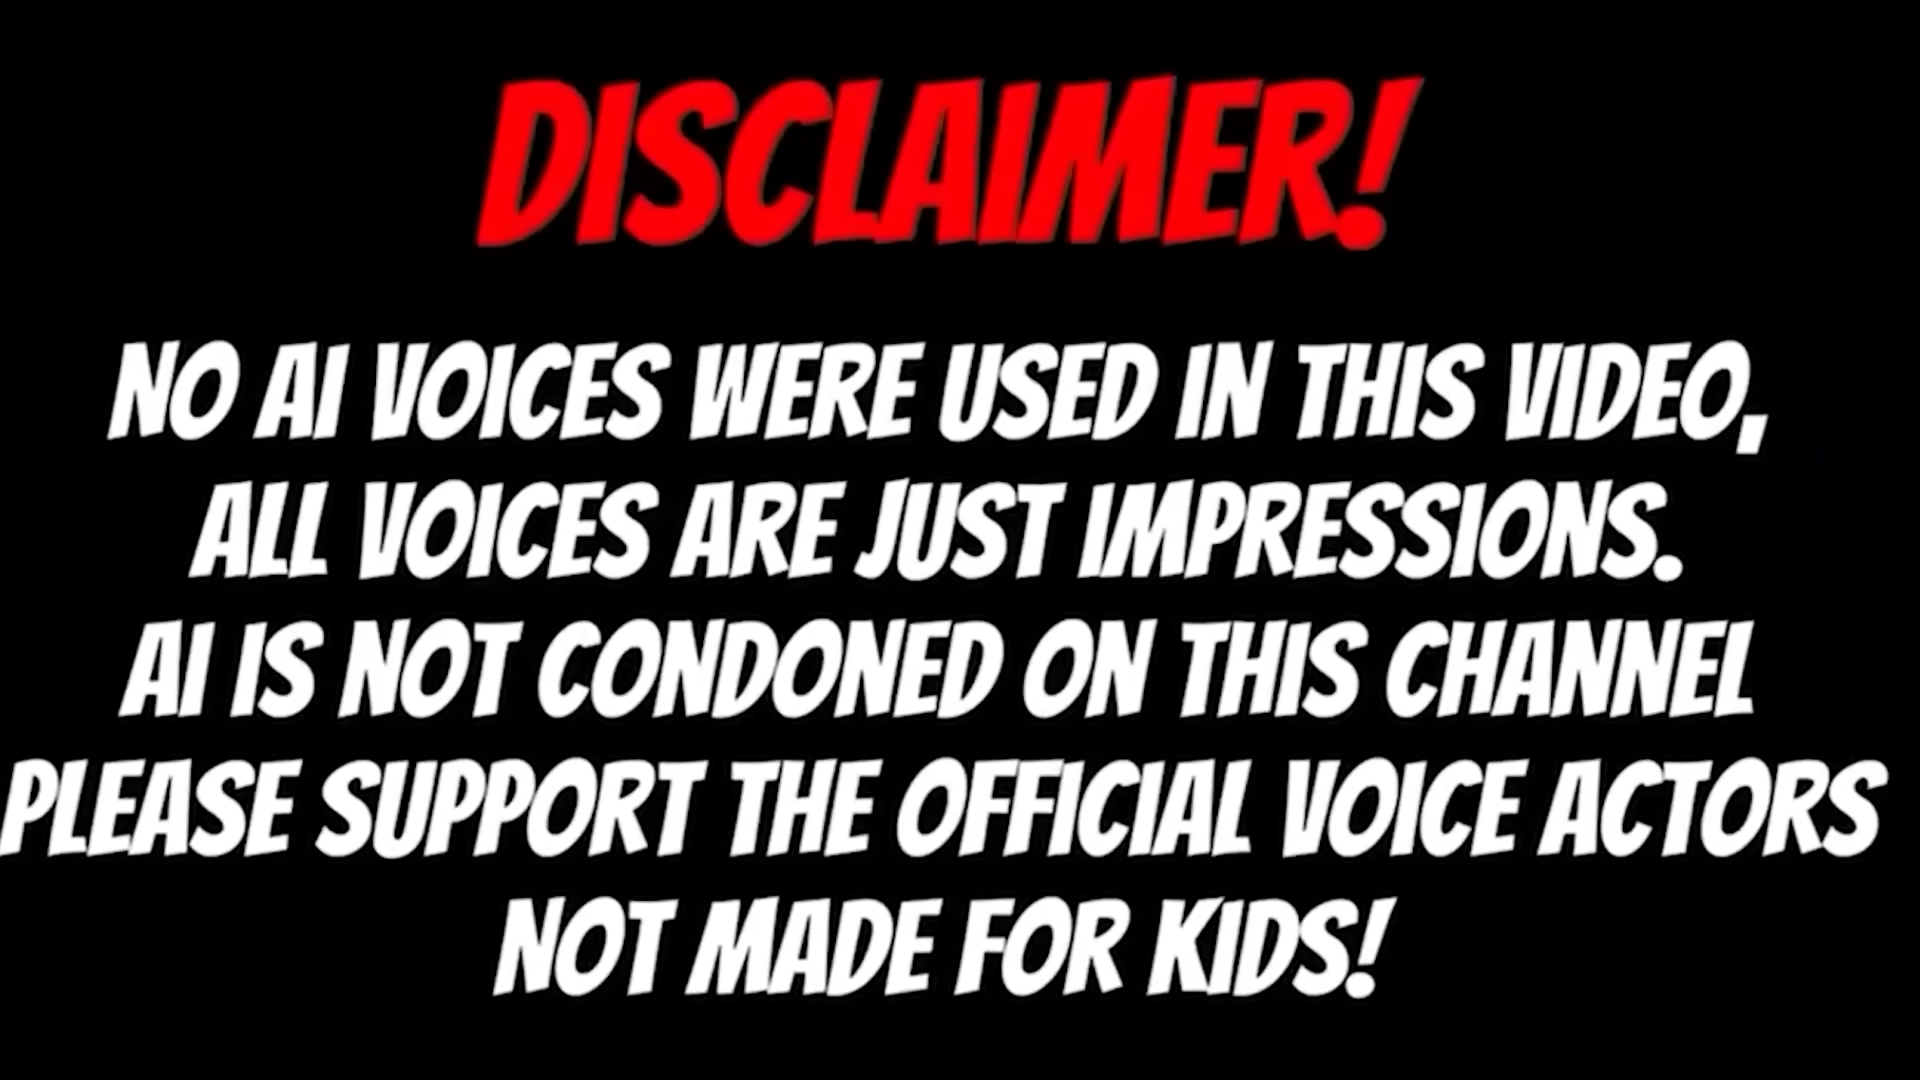 DISCLAIMER!
NO AI VOICES WERE USED IN THIS VIDEO,
ALL VOICES ARE JUST IMPRESSIONS.
AI IS NOT CONDONED ON THIS CHANNEL
PLEASE SUPPORT THE OFFICIAL VOICE ACTORS
NOT MADE FOR KIDS!